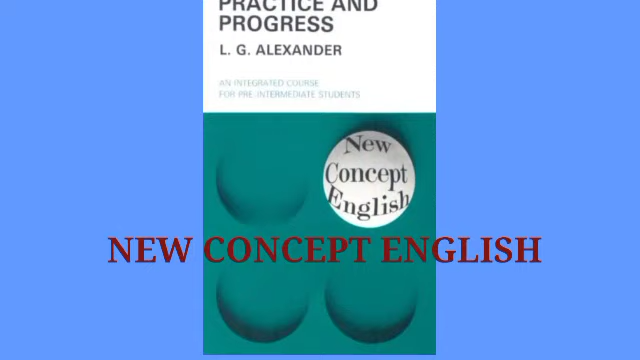 PRACTICE AND
PROGRESS
L. G. ALEXANDER
AN INTEGRATED COURSE
FOR PRE-INTERMEDIATE STUDENTS
New
Concept
English
NEW CONCEPT ENGLISH